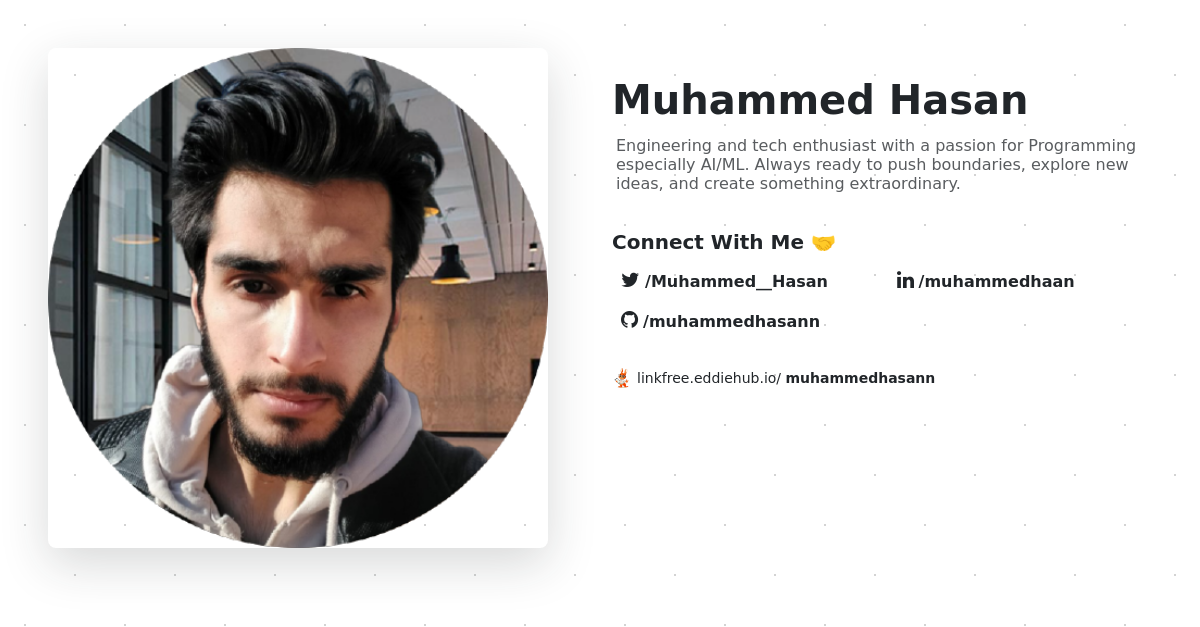 Muhammed Hasan
Engineering and tech enthusiast with a passion for Programming
especially AI/ML. Always ready to push boundaries, explore new
ideas, and create something extraordinary.
Connect With Me 🤝
/Muhammed__Hasan
/muhammedhaan
/muhammedhasann
linkfree.eddiehub.io/ muhammedhasann